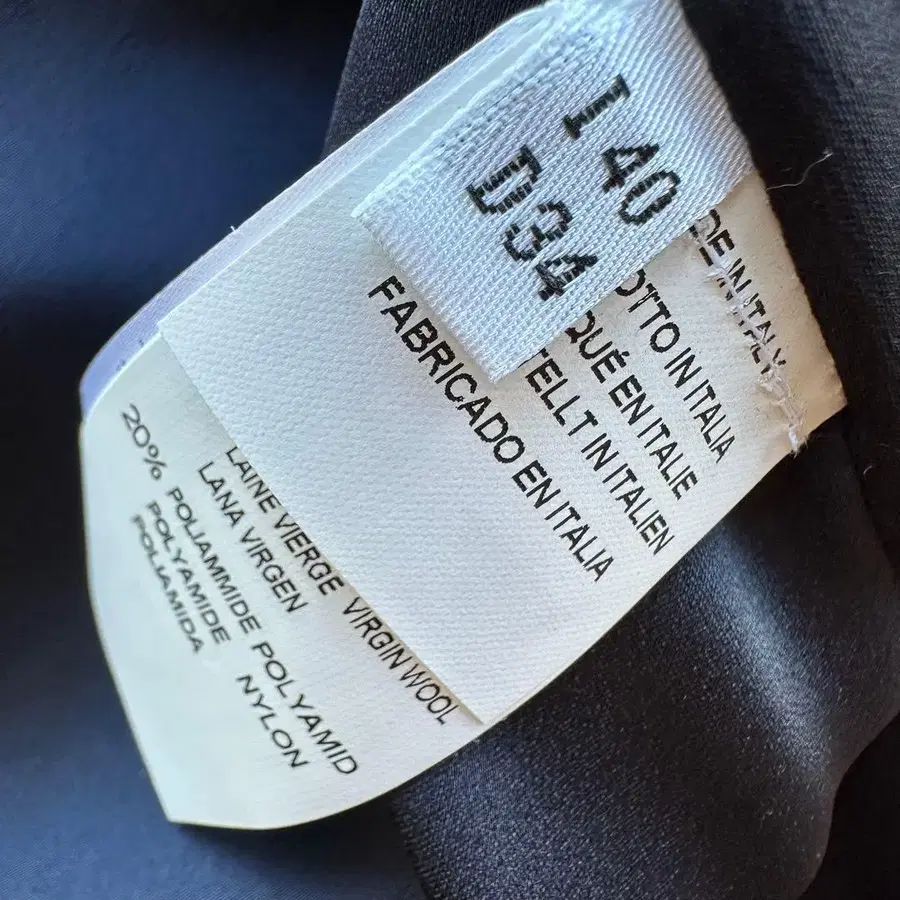 I 40
D34
DE IN ITALY
OTTO IN ITALIA
QUÉ EN ITALIE
TELLT IN ITALIEN
FABRICADO EN ITALIA
LAINE VIERGE VIRGIN WOOL
LANA VIRGEN
20% POLIAMMIDE POLYAMID
POLYAMIDE NYLON
POLIAMIDA